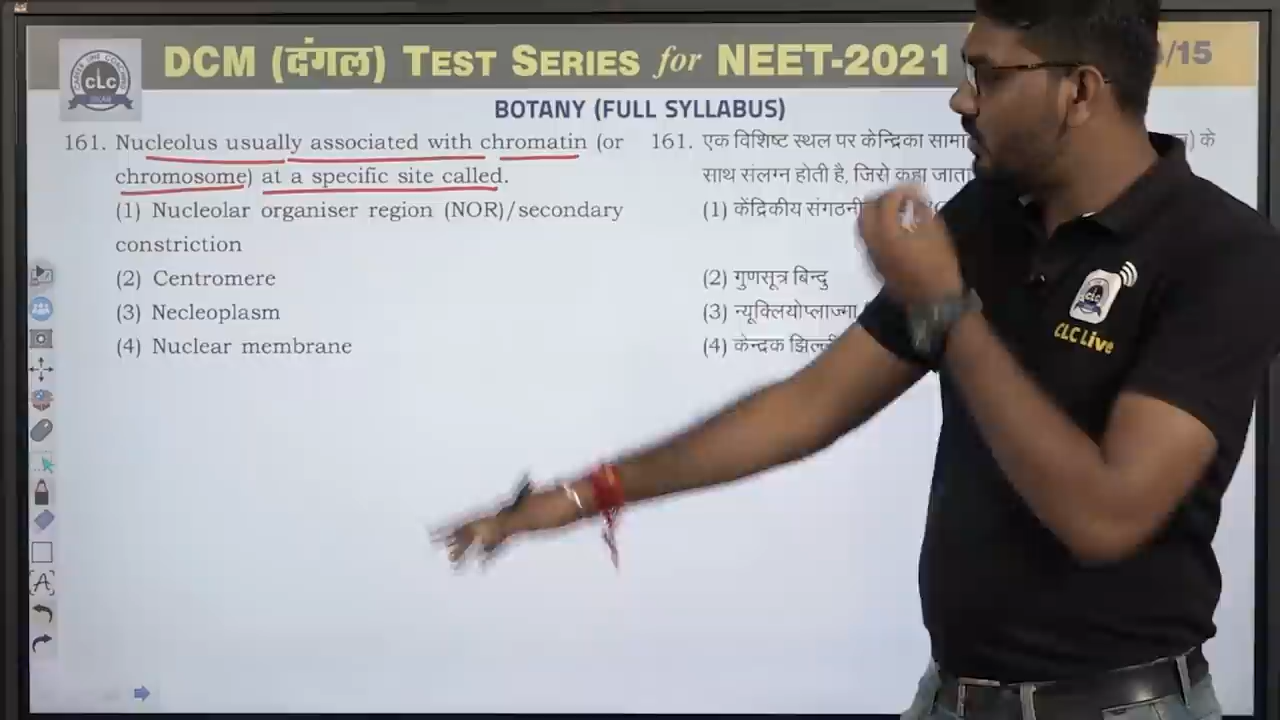 DCM (दंगल) TEST SERIES for NEET-2021
/15
CLC
BOTANY (FULL SYLLABUS)
161. Nucleolus usually associated with chromatin (or
chromosome) at a specific site called.
(1) Nucleolar organiser region (NOR)/secondary
constriction
(2) Centromere
(3) Necleoplasm
(4) Nuclear membrane
161. एक विशिष्ट स्थल पर केन्द्रिका ) के
साथ संलग्न होती है, जिसे कहा जाता
(1) केंद्रिकीय
(2) गुणसूत्र बिन्दु
(3) न्यूक्लियोप्लाज्मा
(4) केन्द्रक
CLC
CLC Live